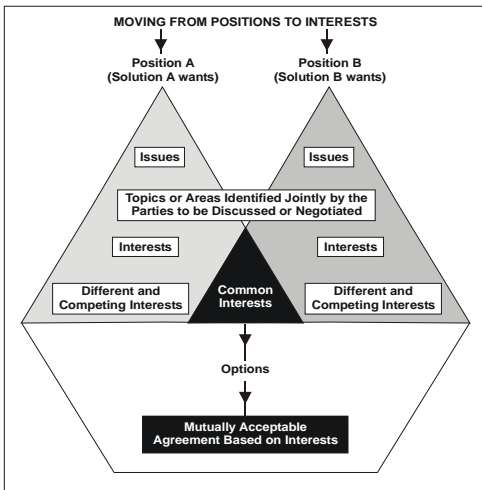 MOVING FROM POSITIONS TO INTERESTS
Position A
(Solution A wants)
Position B
(Solution B wants)
Issues
Issues
Topics or Areas Identified Jointly by the
Parties to be Discussed or Negotiated
Interests
Interests
Different and
Competing Interests
Common
Interests
Different and
Competing Interests
Options
Mutually Acceptable
Agreement Based on Interests